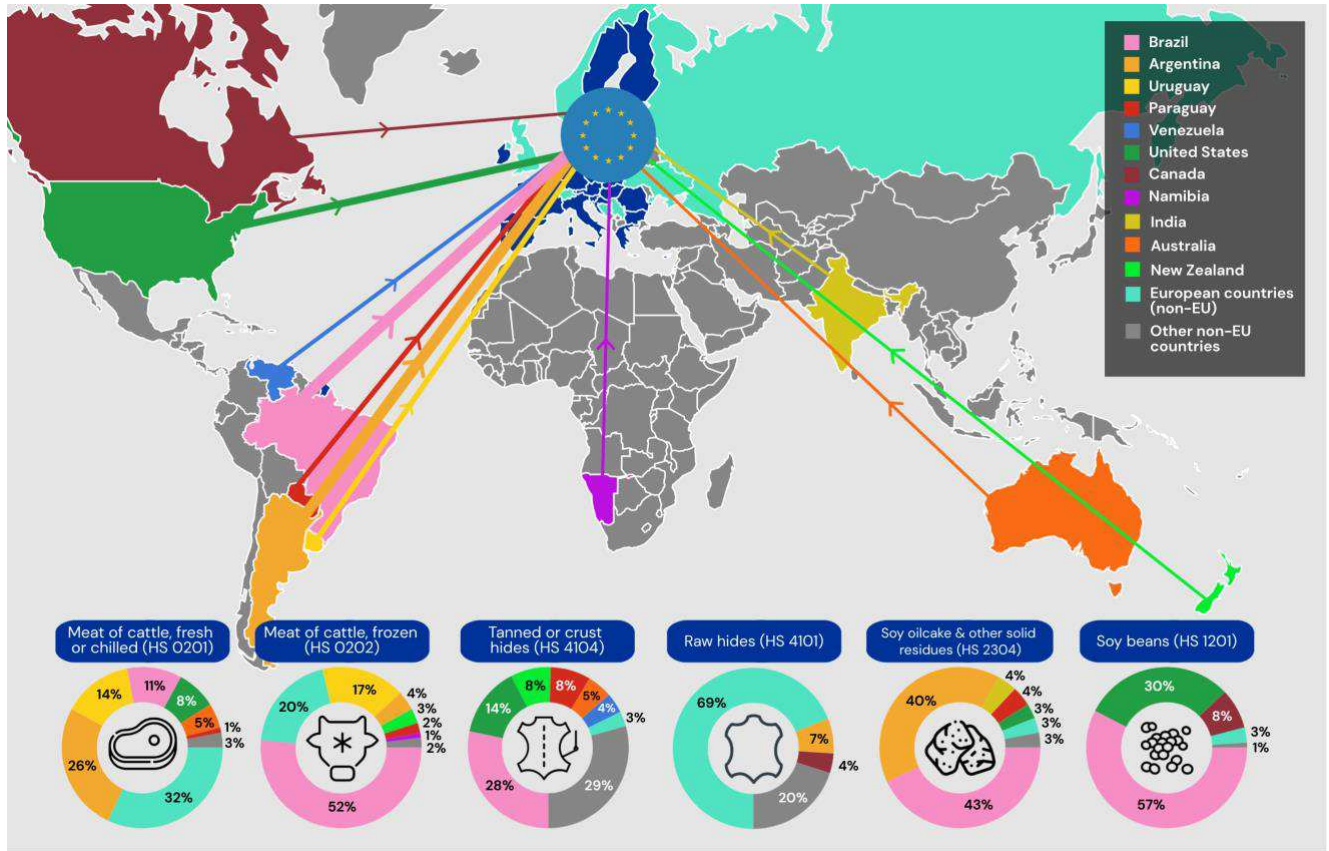 Brazil
Argentina
Uruguay
Paraguay
Venezuela
United States
Canada
Namibia
India
Australia
New Zealand
European countries
(non-EU)
Other non-EU
countries
Meat of cattle, fresh
or chilled (HS 0201)
14%
11%
8%
5%
1%
3%
26%
32%
Meat of cattle, frozen
(HS 0202)
20%
17%
4%
3%
2%
1%
2%
52%
Tanned or crust
hides (HS 4104)
14%
8%
8%
5%
4%
3%
28%
29%
Raw hides (HS 4101)
69%
7%
4%
20%
Soy oilcake & other solid
residues (HS 2304)
40%
4%
4%
3%
3%
3%
43%
Soy beans (HS 1201)
30%
8%
3%
1%
57%